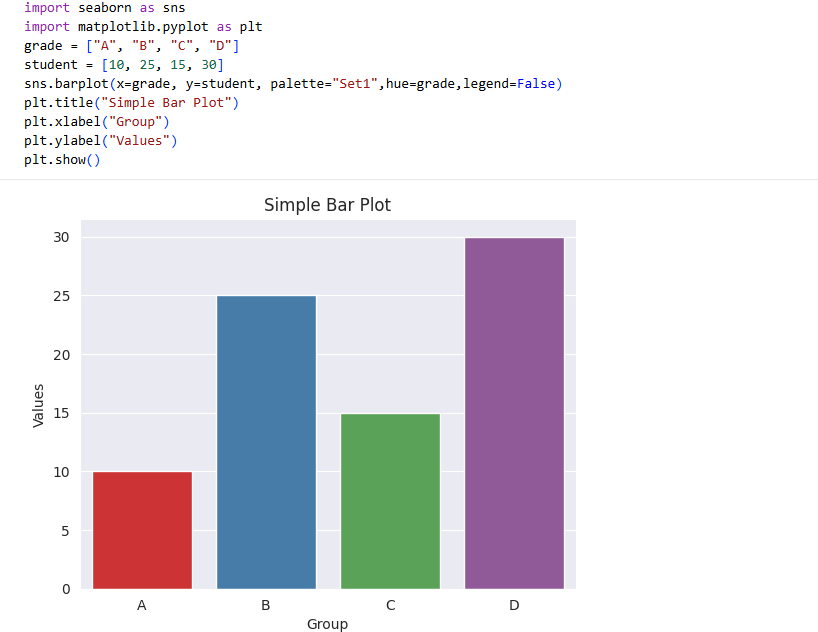 import seaborn as sns
import matplotlib.pyplot as plt
grade = ["A", "B", "C", "D"]
student = [10, 25, 15, 30]
sns.barplot(x=grade, y=student, palette="Set1",hue=grade,legend=False)
plt.title("Simple Bar Plot")
plt.xlabel("Group")
plt.ylabel("Values")
plt.show()
Simple Bar Plot
30
25
20
15
10
5
0
Values
A B C D
Group